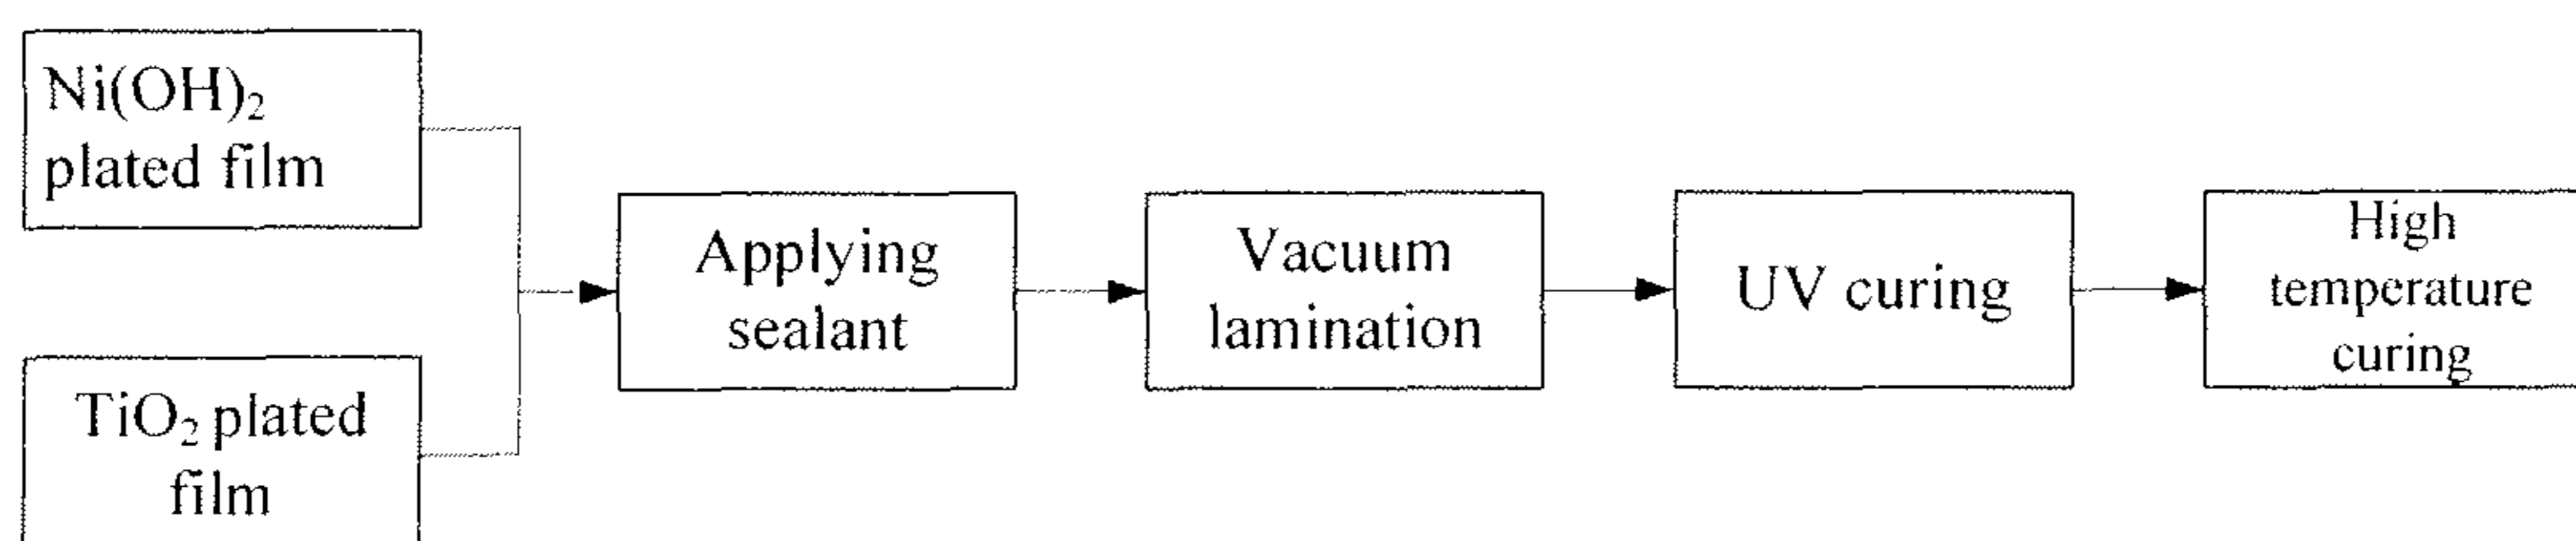 Ni(OH)₂
plated film
TiO₂ plated
film
Applying
sealant
Vacuum
lamination
UV curing
High
temperature
curing